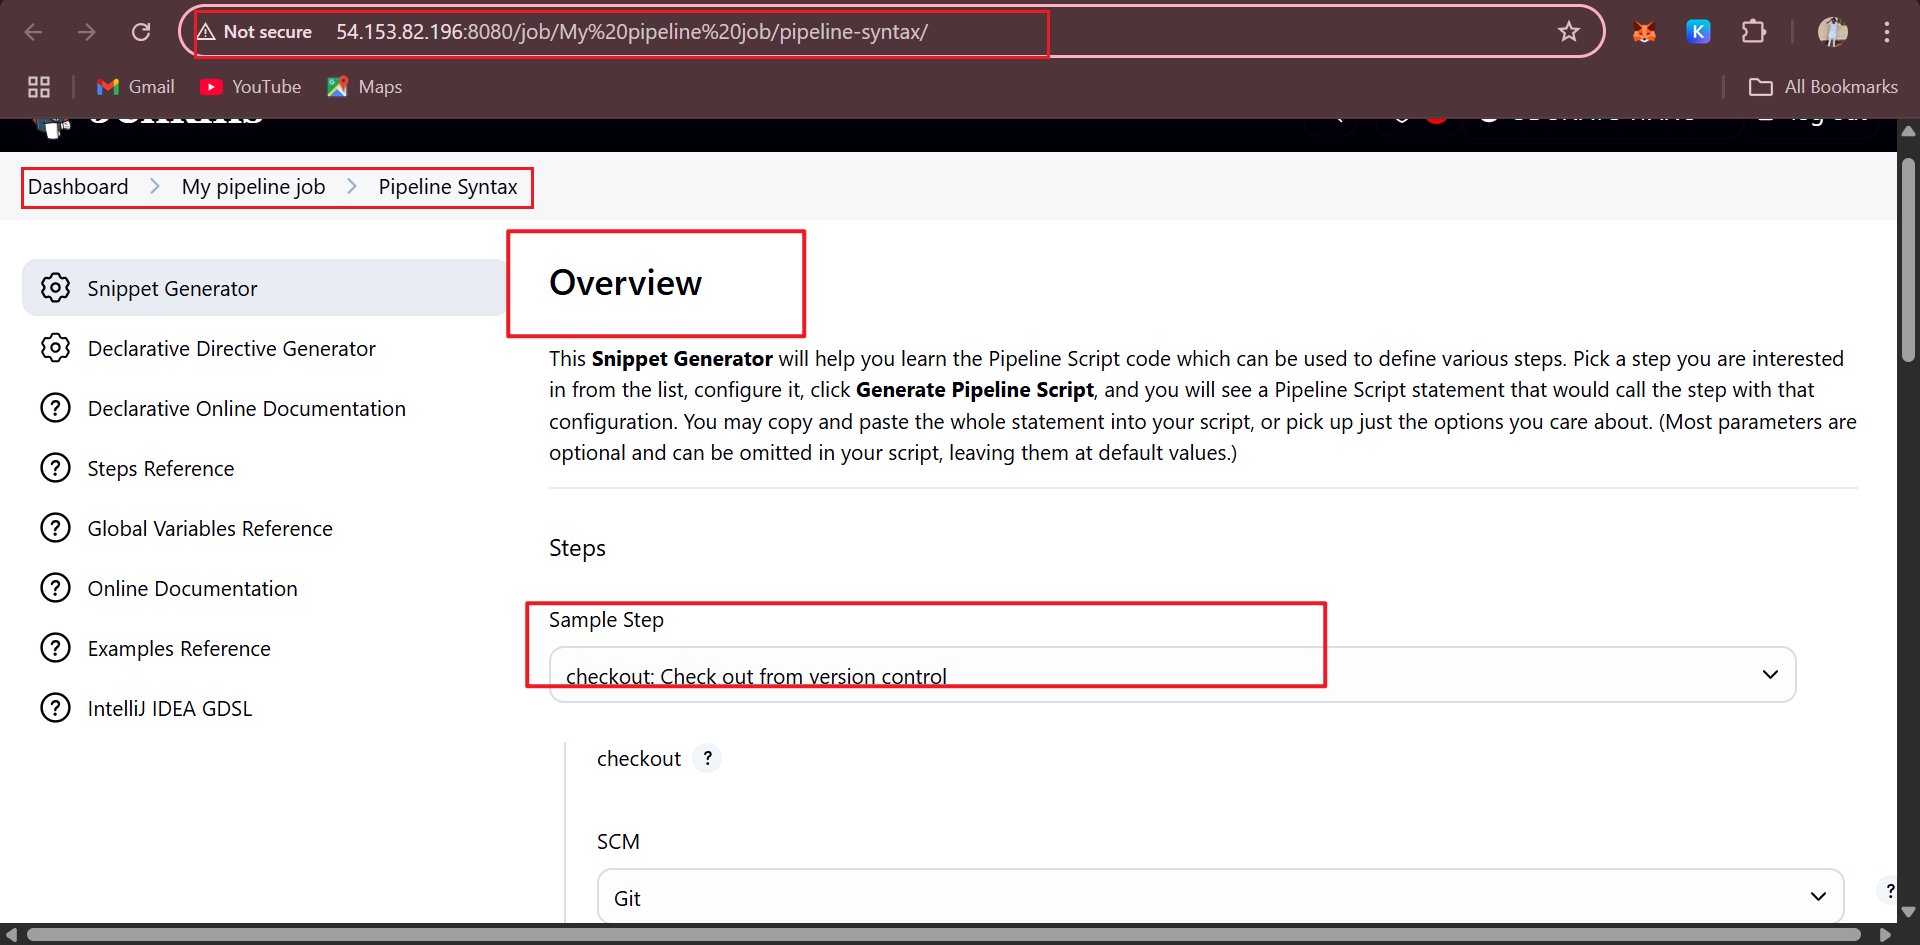 Not secure 54.153.82.196:8080/job/My%20pipeline%20job/pipeline-syntax/
K
Gmail YouTube Maps All Bookmarks
Dashboard My pipeline job Pipeline Syntax
Snippet Generator
Declarative Directive Generator
Declarative Online Documentation
Steps Reference
Global Variables Reference
Online Documentation
Examples Reference
IntelliJ IDEA GDSL
Overview
This Snippet Generator will help you learn the Pipeline Script code which can be used to define various steps. Pick a step you are interested
in from the list, configure it, click Generate Pipeline Script, and you will see a Pipeline Script statement that would call the step with that
configuration. You may copy and paste the whole statement into your script, or pick up just the options you care about. (Most parameters are
optional and can be omitted in your script, leaving them at default values.)
Steps
Sample Step
checkout: Check out from version control
checkout ?
SCM
Git
?